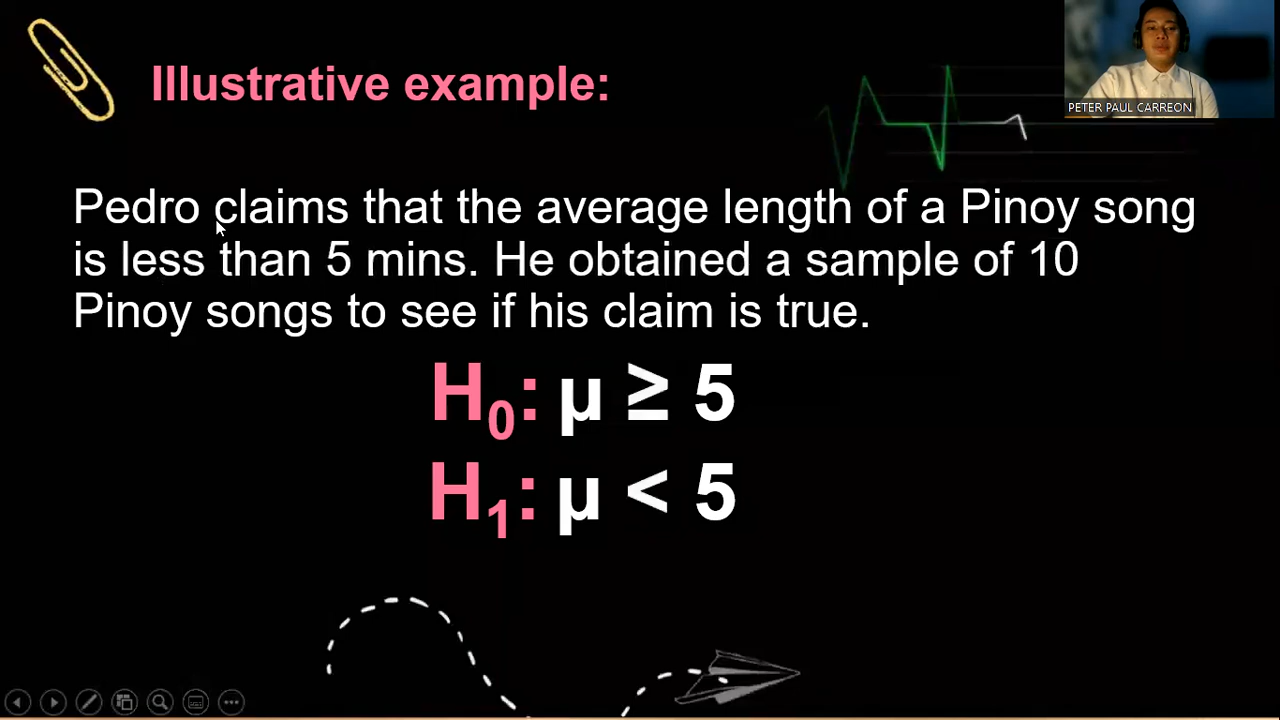 Illustrative example:
PETER PAUL CARREON
Pedro claims that the average length of a Pinoy song
is less than 5 mins. He obtained a sample of 10
Pinoy songs to see if his claim is true.
H₀: μ ≥ 5
H₁: μ < 5